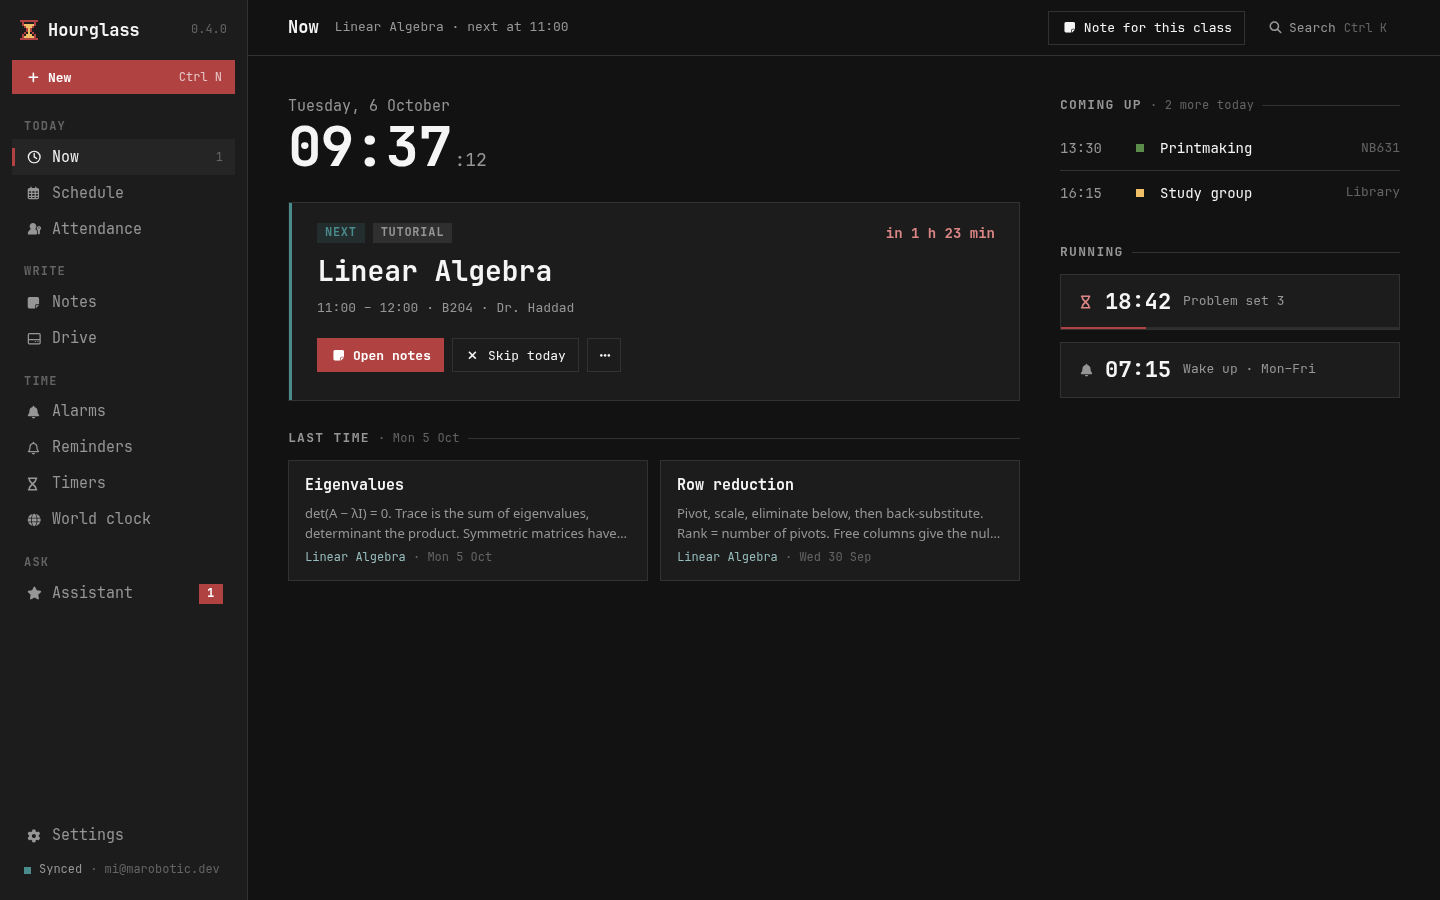 Hourglass 0.4.0
New Ctrl N
TODAY
Now 1
Schedule
Attendance
WRITE
Notes
Drive
TIME
Alarms
Reminders
Timers
World clock
ASK
Assistant 1
Settings
Synced · mi@marobotic.dev
Now Linear Algebra · next at 11:00
Note for this class
Search Ctrl K
Tuesday, 6 October
09:37 :12
NEXT TUTORIAL in 1 h 23 min
Linear Algebra
11:00 – 12:00 · B204 · Dr. Haddad
Open notes Skip today
LAST TIME · Mon 5 Oct
Eigenvalues
det(A − λI) = 0. Trace is the sum of eigenvalues,
determinant the product. Symmetric matrices have…
Linear Algebra · Mon 5 Oct
Row reduction
Pivot, scale, eliminate below, then back-substitute.
Rank = number of pivots. Free columns give the nul…
Linear Algebra · Wed 30 Sep
COMING UP · 2 more today
13:30 Printmaking NB631
16:15 Study group Library
RUNNING
18:42 Problem set 3
07:15 Wake up · Mon–Fri